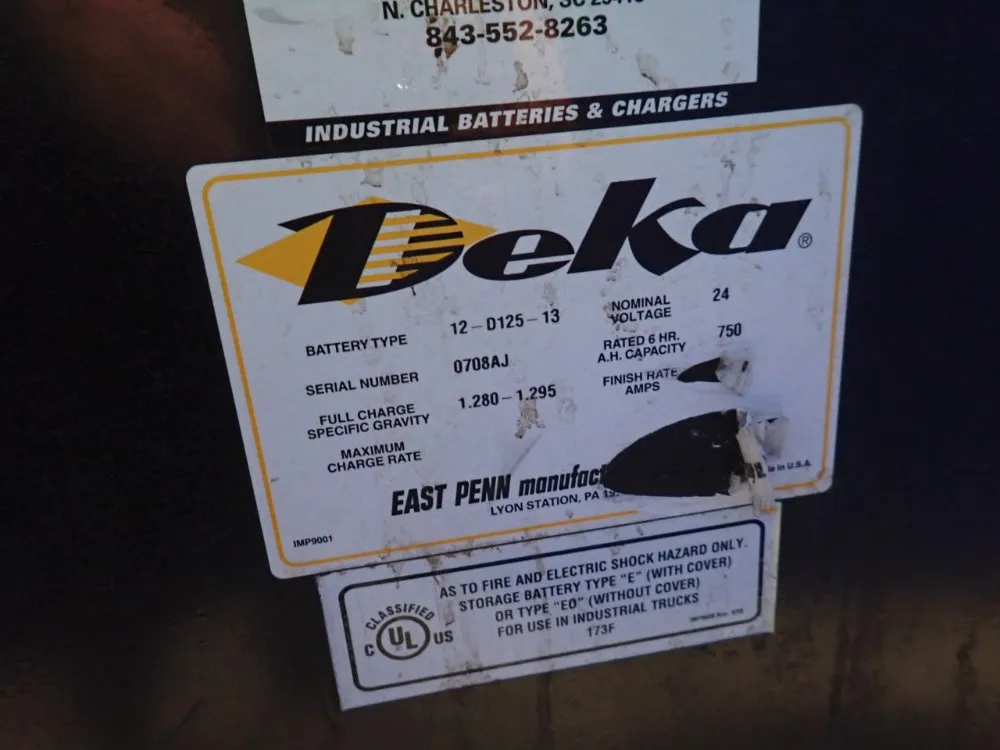 N. CHARLESTON, SC
843-552-8263
INDUSTRIAL BATTERIES & CHARGERS
Deka®
BATTERY TYPE 12-D125-13
NOMINAL VOLTAGE 24
SERIAL NUMBER 0708AJ
RATED 6 HR. A.H. CAPACITY 750
FULL CHARGE SPECIFIC GRAVITY 1.280-1.295
FINISH RATE AMPS
MAXIMUM CHARGE RATE
EAST PENN manufac
LYON STATION, PA
in U.S.A.
IMP9001
AS TO FIRE AND ELECTRIC SHOCK HAZARD ONLY.
STORAGE BATTERY TYPE "E" (WITH COVER)
OR TYPE "EO" (WITHOUT COVER)
FOR USE IN INDUSTRIAL TRUCKS
173F
CLASSIFIED
C UL US